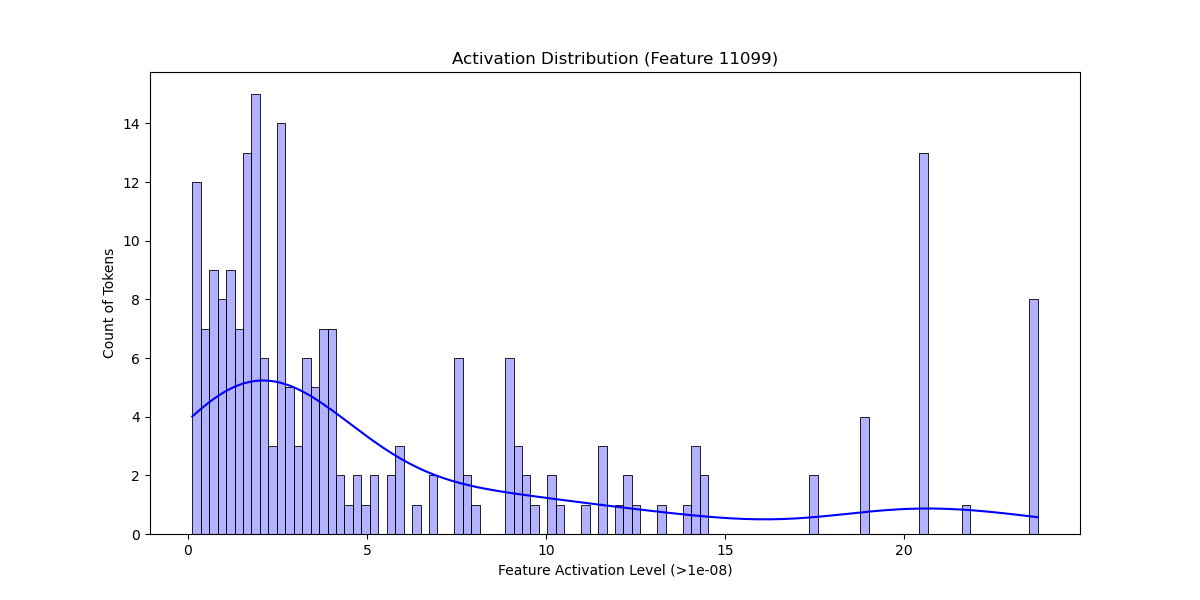 Activation Distribution (Feature 11099)
Count of Tokens
14
12
10
8
6
4
2
0
0 5 10 15 20
Feature Activation Level (>1e-08)